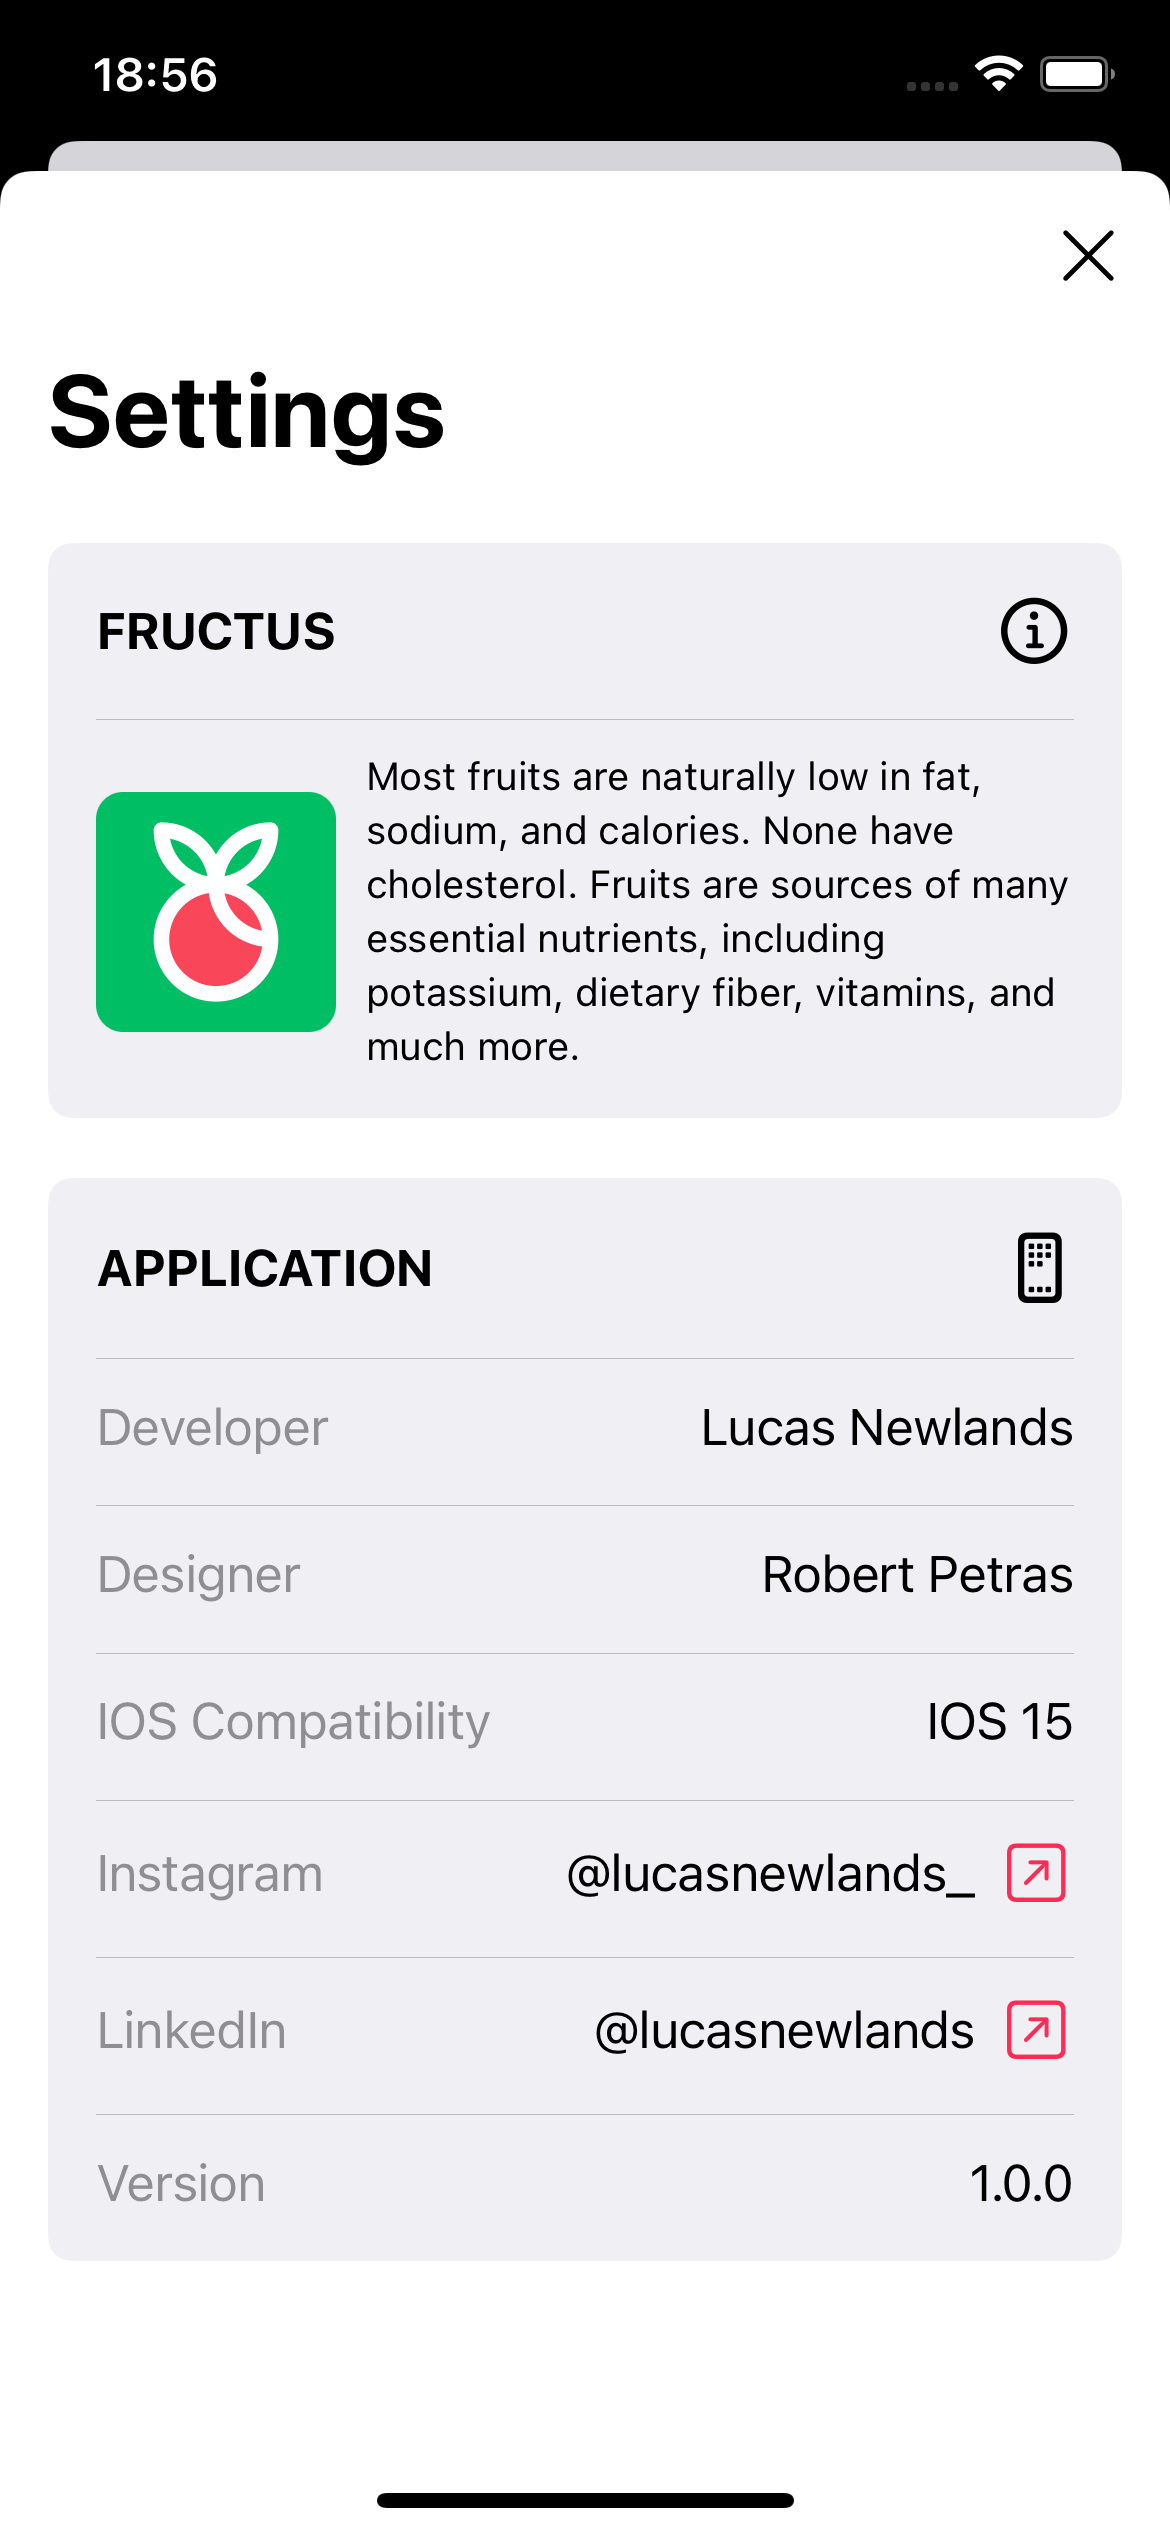 18:56
Settings
FRUCTUS
Most fruits are naturally low in fat,
sodium, and calories. None have
cholesterol. Fruits are sources of many
essential nutrients, including
potassium, dietary fiber, vitamins, and
much more.
APPLICATION
Developer Lucas Newlands
Designer Robert Petras
IOS Compatibility IOS 15
Instagram @lucasnewlands_
LinkedIn @lucasnewlands
Version 1.0.0